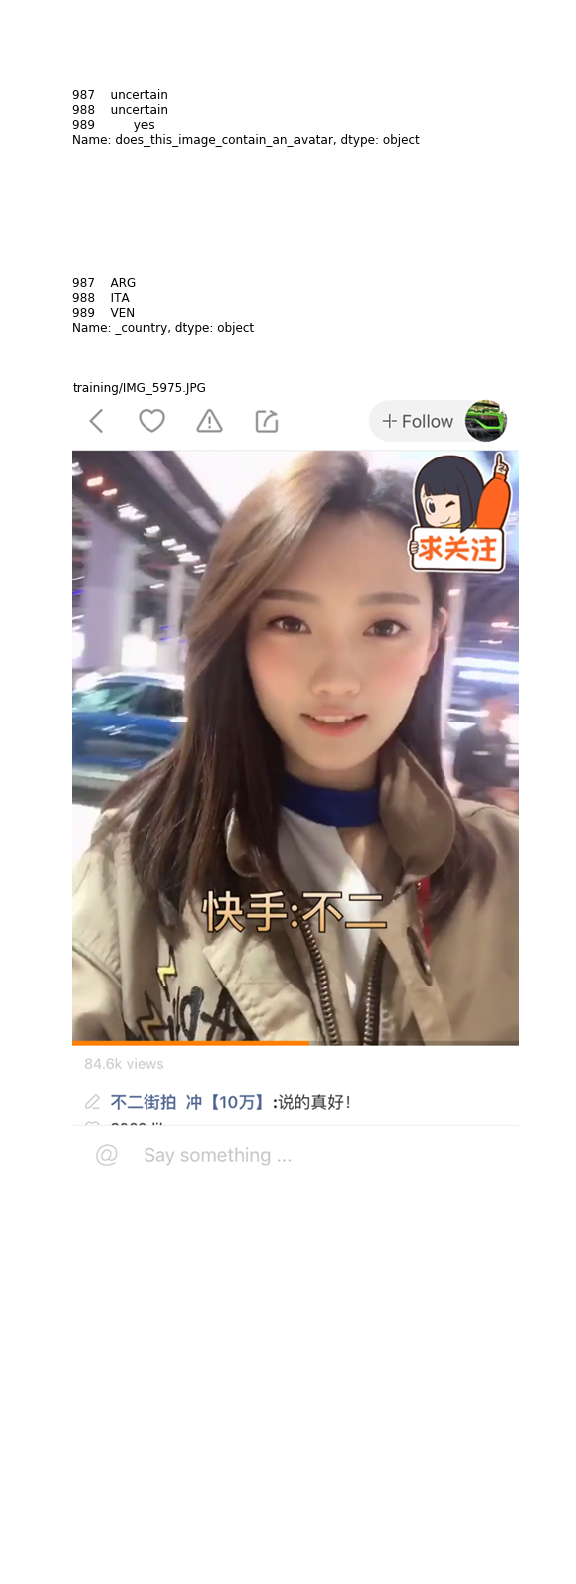 987 uncertain
988 uncertain
989 yes
Name: does_this_image_contain_an_avatar, dtype: object
987 ARG
988 ITA
989 VEN
Name: _country, dtype: object
training/IMG_5975.JPG
Follow
求关注
快手:不二
84.6k views
不二街拍 冲【10万】:说的真好!
@ Say something ...